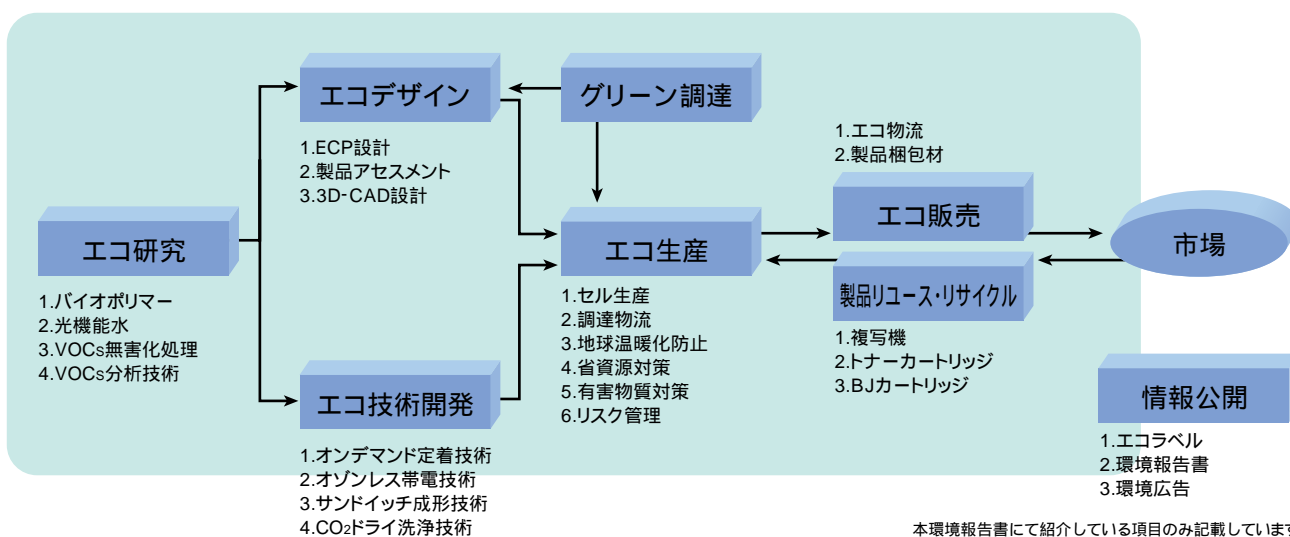 エコデザイン
1.ECP設計
2.製品アセスメント
3.3D-CAD設計
グリーン調達
エコ研究
1.バイオポリマー
2.光機能水
3.VOCs無害化処理
4.VOCs分析技術
エコ技術開発
1.オンデマンド定着技術
2.オゾンレス帯電技術
3.サンドイッチ成形技術
4.CO₂ドライ洗浄技術
エコ生産
1.セル生産
2.調達物流
3.地球温暖化防止
4.省資源対策
5.有害物質対策
6.リスク管理
1.エコ物流
2.製品梱包材
エコ販売
製品リユース・リサイクル
1.複写機
2.トナーカートリッジ
3.BJカートリッジ
市場
情報公開
1.エコラベル
2.環境報告書
3.環境広告
本環境報告書にて紹介している項目のみ記載しています